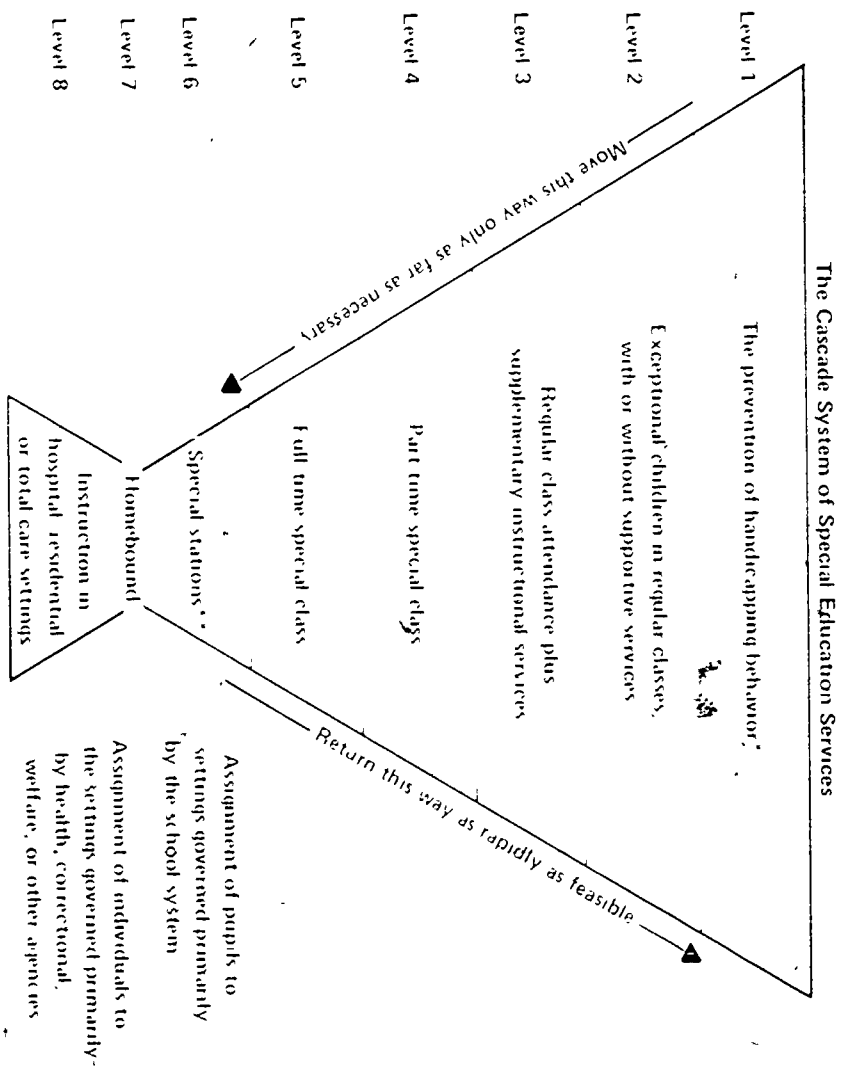 The Cascade System of Special Education Services
Level 1
The prevention of handicapping behavior,*
Level 2
Exceptional children in regular classes,
with or without supportive services
Level 3
Regular class attendance plus
supplementary instructional services
Level 4
Part time special class
Level 5
Full time special class
Level 6
Special stations**
Level 7
Homebound
Level 8
Instruction in
hospital residential
or total care settings
Move this way only as far as necessary
Return this way as rapidly as feasible
Assignment of pupils to
settings governed primarily
by the school system
Assignment of individuals to
the settings governed primarily
by health, correctional,
welfare, or other agencies